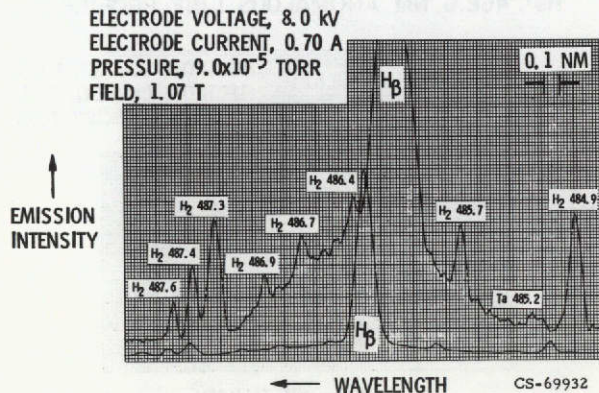 ELECTRODE VOLTAGE, 8.0 kV
ELECTRODE CURRENT, 0.70 A
PRESSURE, 9.0x10⁻⁵ TORR
FIELD, 1.07 T
0.1 NM
Hβ
H₂ 486.4
H₂ 487.3
H₂ 486.7
H₂ 485.7
H₂ 484.9
EMISSION
INTENSITY
H₂ 487.4
H₂ 486.9
H₂ 487.6
Ta 485.2
Hβ
WAVELENGTH
CS-69932